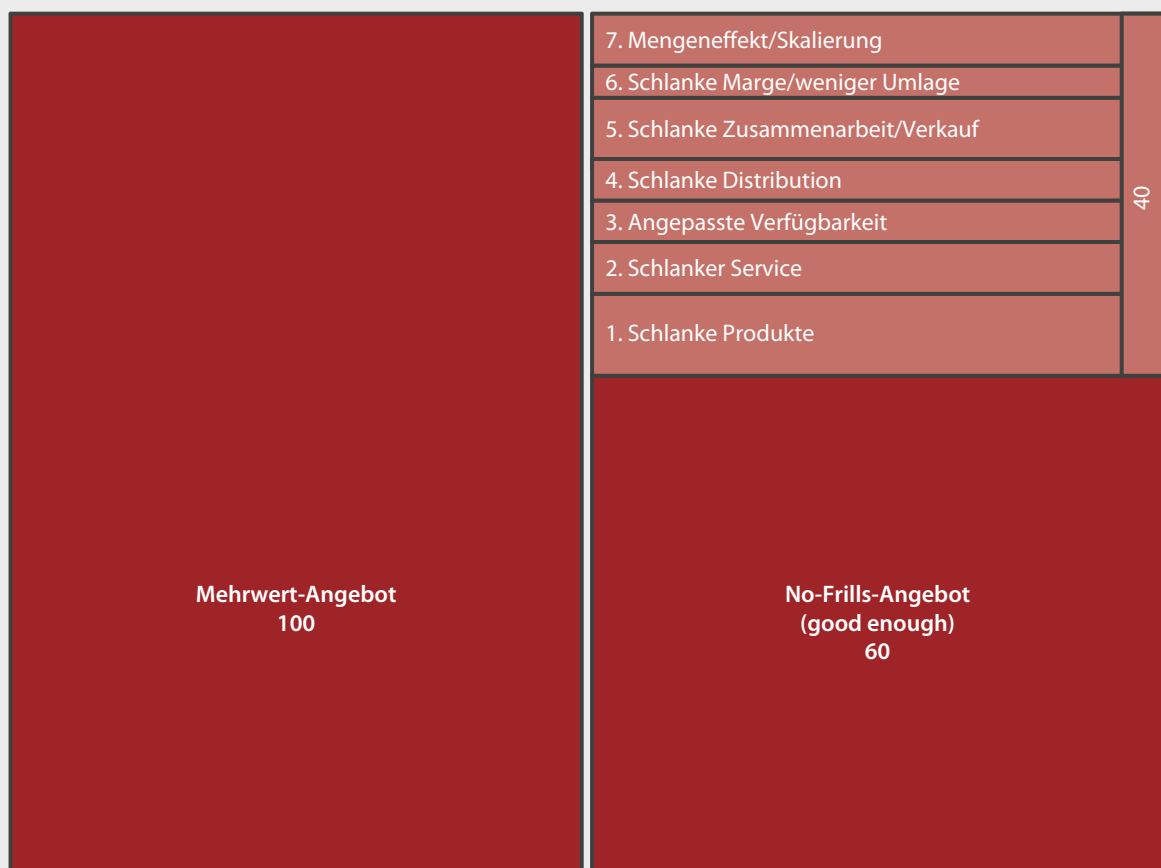 Mehrwert-Angebot
100
7. Mengeneffekt/Skalierung
6. Schlanke Marge/weniger Umlage
5. Schlanke Zusammenarbeit/Verkauf
4. Schlanke Distribution
3. Angepasste Verfügbarkeit
2. Schlanker Service
1. Schlanke Produkte
40
No-Frills-Angebot
(good enough)
60